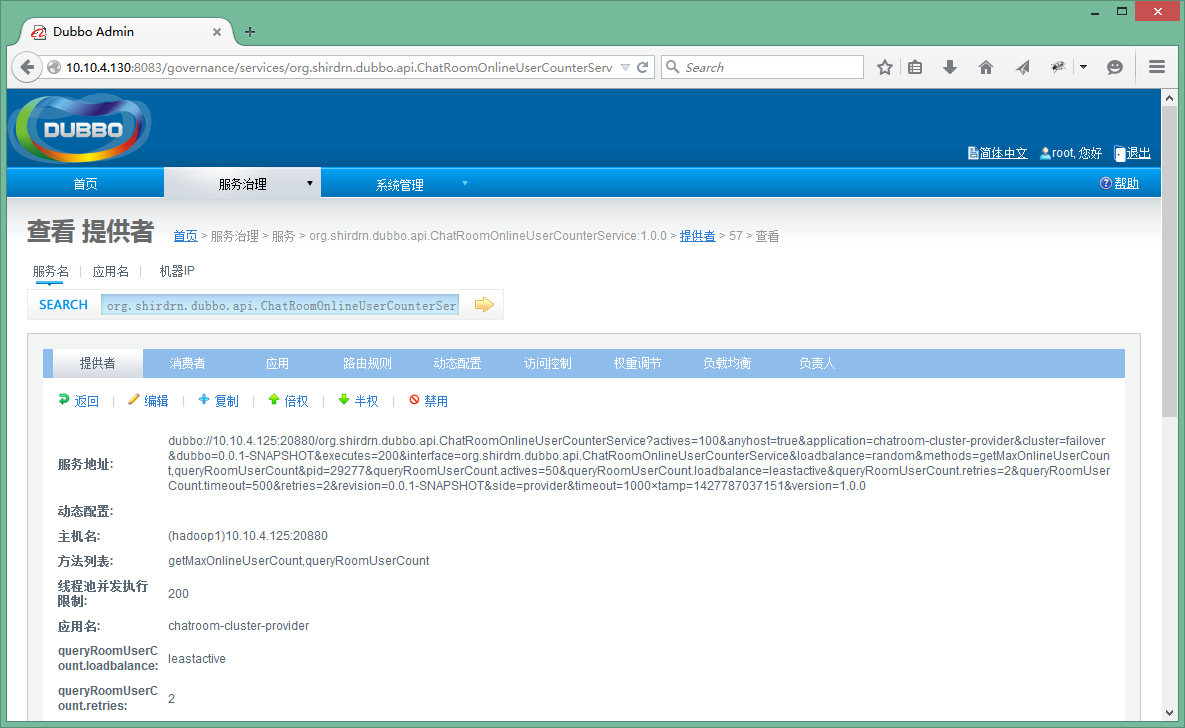 Dubbo Admin
10.10.4.130:8083/governance/services/org.shirdrn.dubbo.api.ChatRoomOnlineUserCounterServ
Search
DUBBO
简体中文 root, 您好 退出
首页 服务治理 系统管理 帮助
查看 提供者 首页 > 服务治理 > 服务 > org.shirdrn.dubbo.api.ChatRoomOnlineUserCounterService:1.0.0 > 提供者 > 57 > 查看
服务名 | 应用名 | 机器IP
SEARCH org.shirdrn.dubbo.api.ChatRoomOnlineUserCounterSer
提供者 消费者 应用 路由规则 动态配置 访问控制 权重调节 负载均衡 负责人
返回 | 编辑 | 复制 | 倍权 | 半权 | 禁用
服务地址:
dubbo://10.10.4.125:20880/org.shirdrn.dubbo.api.ChatRoomOnlineUserCounterService?actives=100&anyhost=true&application=chatroom-cluster-provider&cluster=failover
&dubbo=0.0.1-SNAPSHOT&executes=200&interface=org.shirdrn.dubbo.api.ChatRoomOnlineUserCounterService&loadbalance=random&methods=getMaxOnlineUserCoun
t,queryRoomUserCount&pid=29277&queryRoomUserCount.actives=50&queryRoomUserCount.loadbalance=leastactive&queryRoomUserCount.retries=2&queryRoomUser
Count.timeout=500&retries=2&revision=0.0.1-SNAPSHOT&side=provider&timeout=1000×tamp=1427787037151&version=1.0.0
动态配置:
主机名: (hadoop1)10.10.4.125:20880
方法列表: getMaxOnlineUserCount,queryRoomUserCount
线程池并发执行
限制:
200
应用名: chatroom-cluster-provider
queryRoomUserC
ount.loadbalance:
leastactive
queryRoomUserC
ount.retries:
2